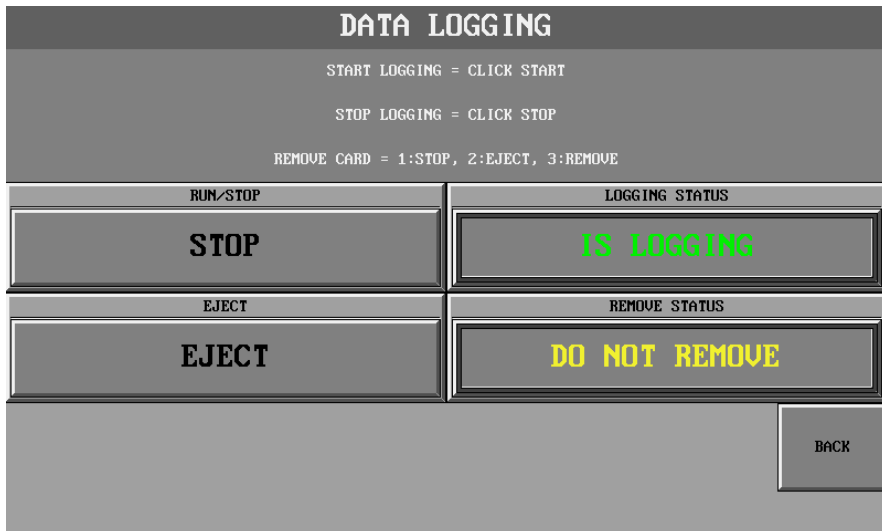 DATA LOGGING
START LOGGING = CLICK START
STOP LOGGING = CLICK STOP
REMOVE CARD = 1:STOP, 2:EJECT, 3:REMOVE
RUN/STOP
STOP
LOGGING STATUS
IS LOGGING
EJECT
EJECT
REMOVE STATUS
DO NOT REMOVE
BACK